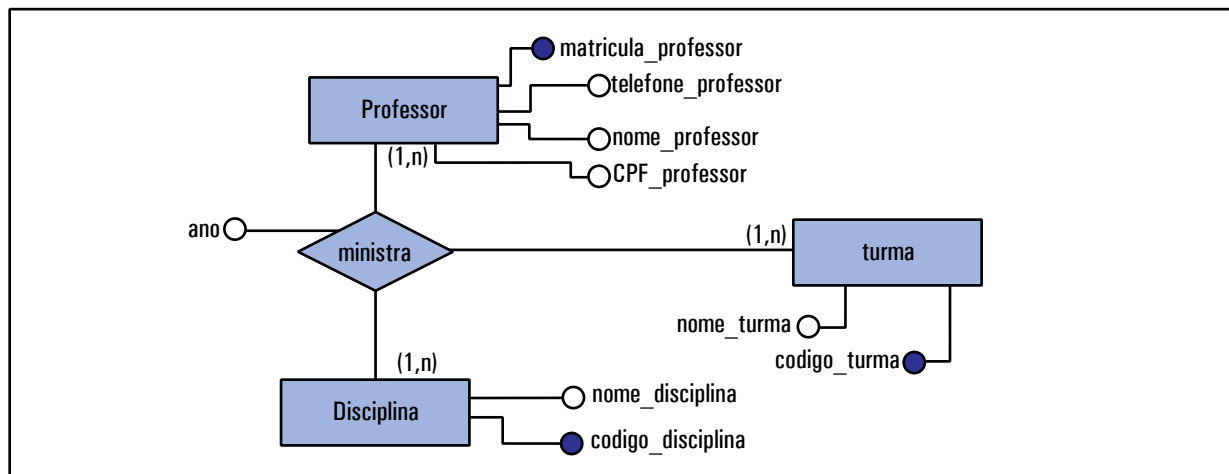 matricula_professor
telefone_professor
Professor
nome_professor
(1,n)
CPF_professor
ano
(1,n)
ministra
turma
nome_turma
codigo_turma
(1,n)
nome_disciplina
Disciplina
codigo_disciplina